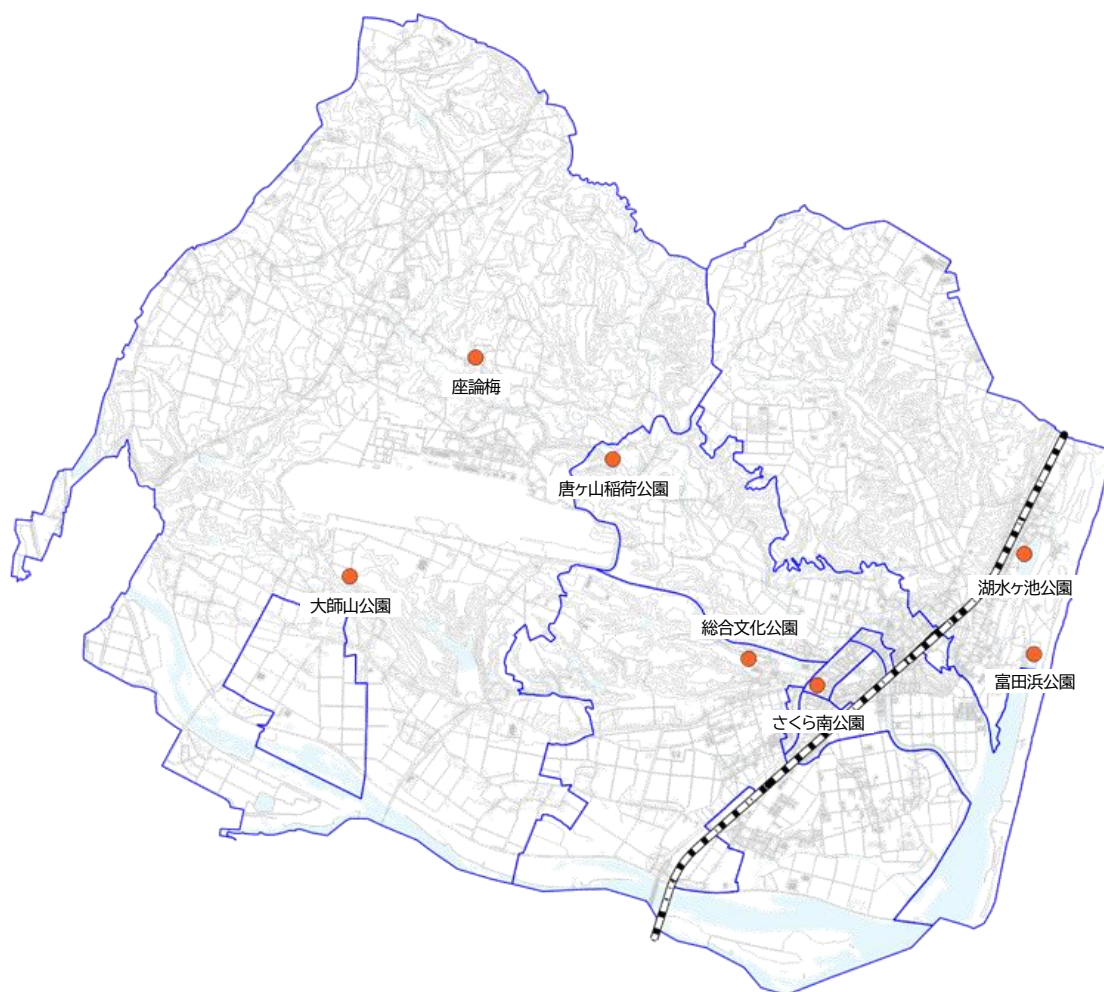 座論梅
唐ヶ山稲荷公園
湖水ヶ池公園
大師山公園
総合文化公園
富田浜公園
さくら南公園